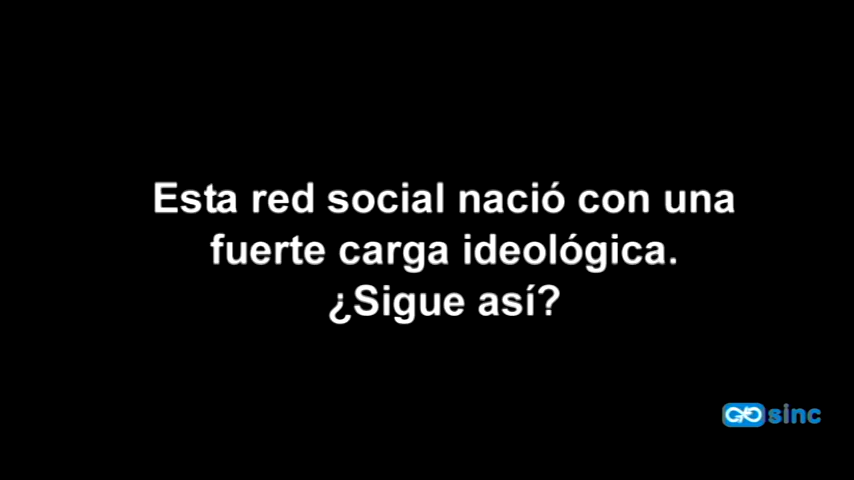 Esta red social nació con una
fuerte carga ideológica.
¿Sigue así?
sinc